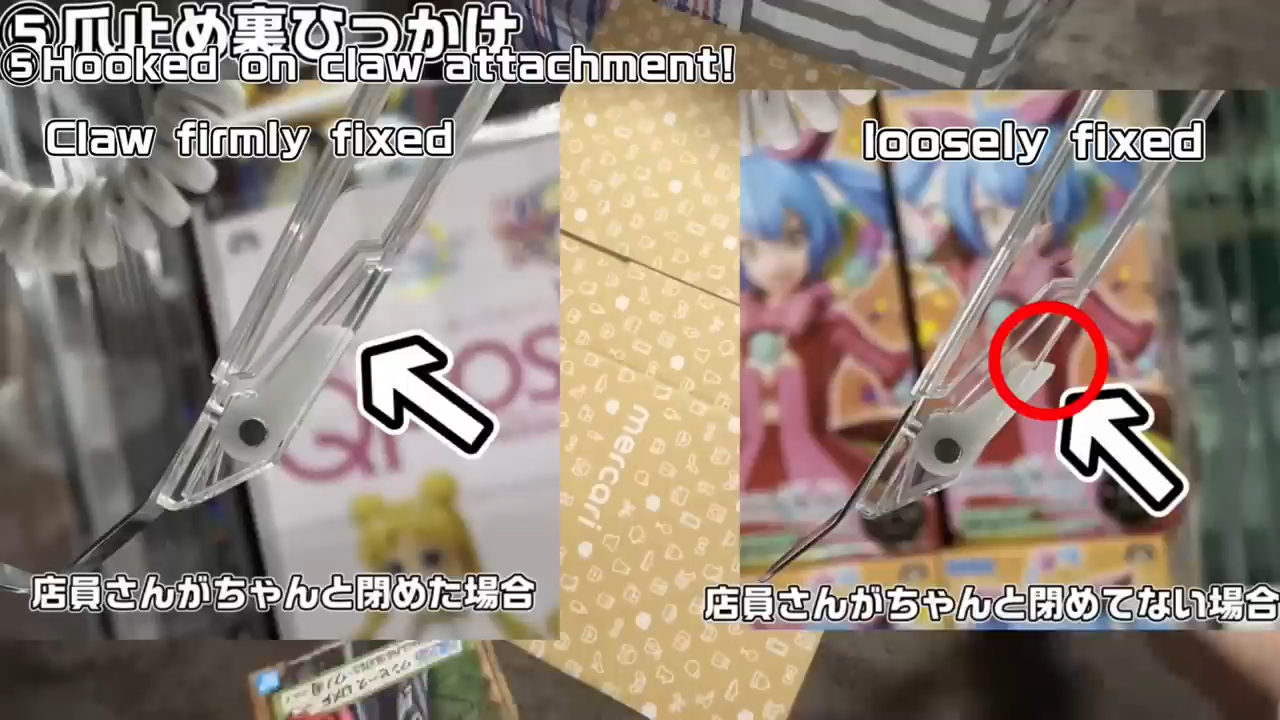 ⑤爪止め裏ひっかけ
⑤Hooked on claw attachment!
Claw firmly fixed
loosely fixed
mercari
店員さんがちゃんと閉めた場合
店員さんがちゃんと閉めてない場合